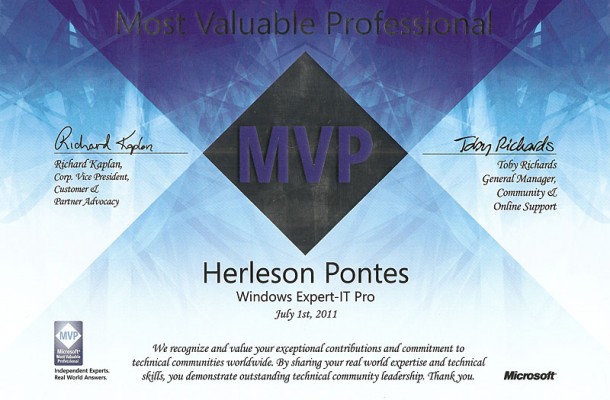 Most Valuable Professional
MVP
Richard Kaplan
Richard Kaplan,
Corp. Vice President,
Customer &
Partner Advocacy
Toby Richards
Toby Richards
General Manager,
Community &
Online Support
Herleson Pontes
Windows Expert-IT Pro
July 1st, 2011
MVP
Microsoft®
Most Valuable
Professional
Independent Experts.
Real World Answers.
We recognize and value your exceptional contributions and commitment to
technical communities worldwide. By sharing your real world expertise and technical
skills, you demonstrate outstanding technical community leadership. Thank you.
Microsoft